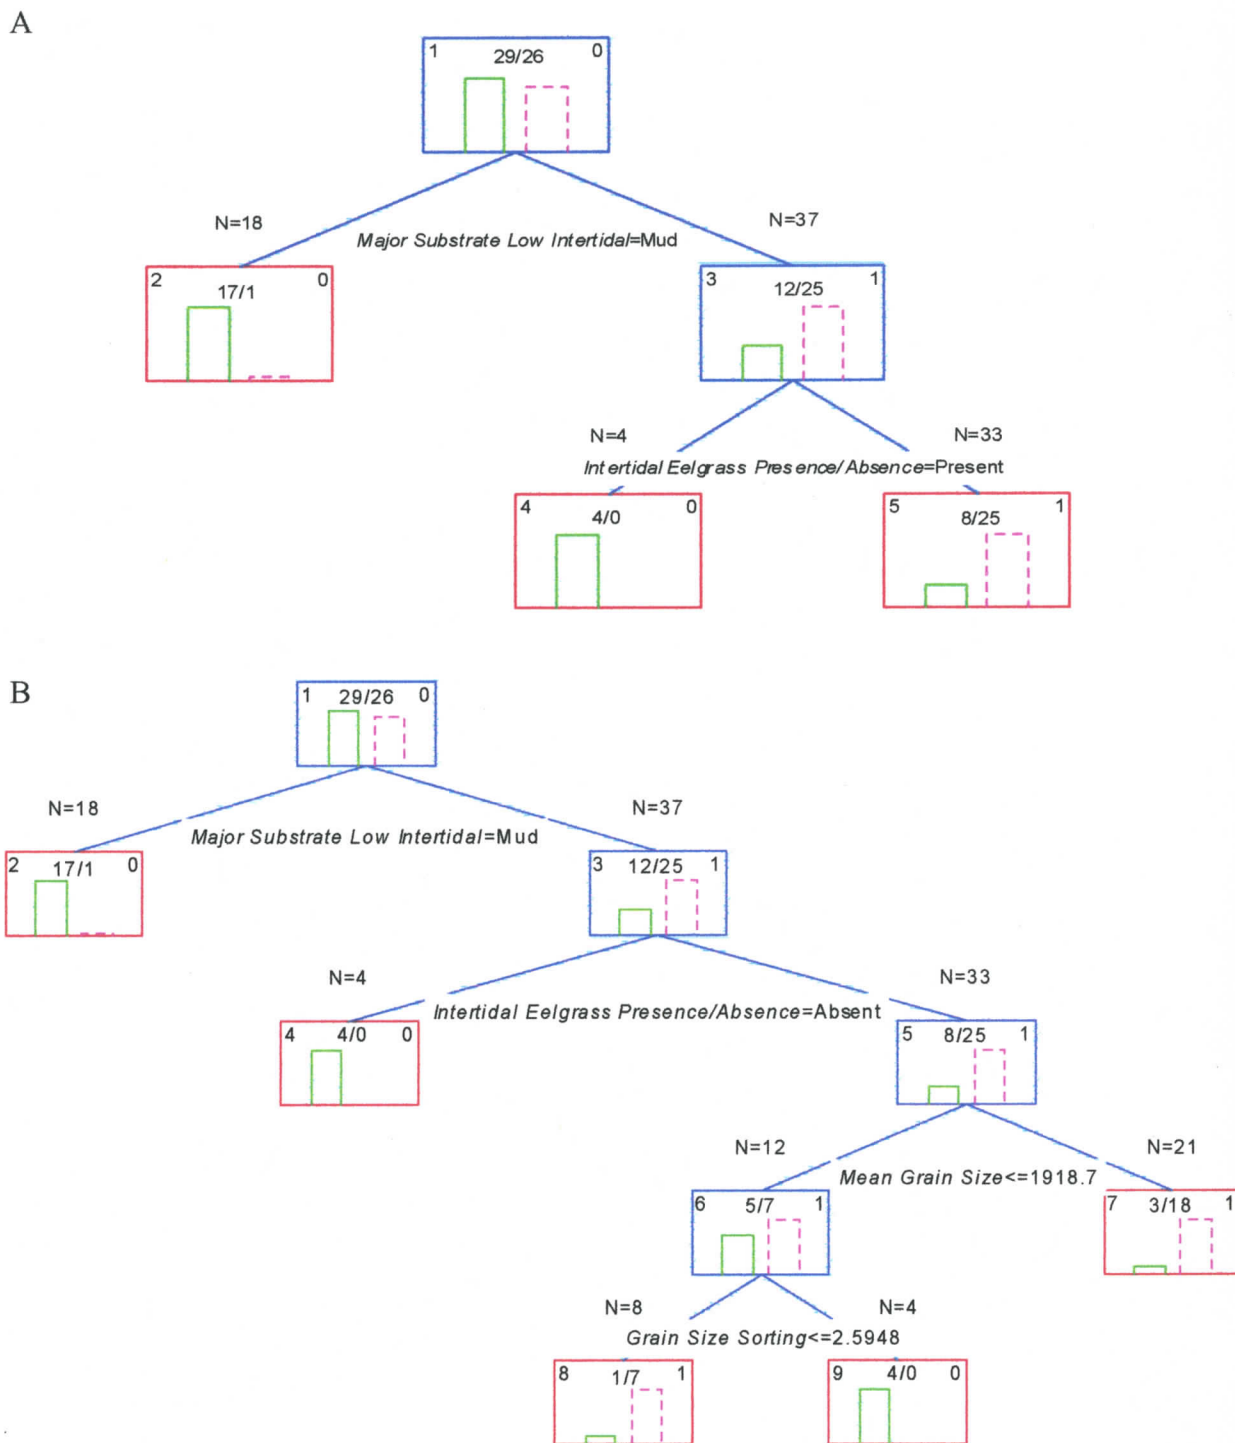 A
1 29/26 0
N=18 N=37
Major Substrate Low Intertidal=Mud
2 17/1 0
3 12/25 1
N=4 N=33
Intertidal Eelgrass Presence/Absence=Present
4 4/0 0
5 8/25 1
B
1 29/26 0
N=18 N=37
Major Substrate Low Intertidal=Mud
2 17/1 0
3 12/25 1
N=4 N=33
Intertidal Eelgrass Presence/Absence=Absent
4 4/0 0
5 8/25 1
N=12 N=21
Mean Grain Size<=1918.7
6 5/7 1
7 3/18 1
N=8 N=4
Grain Size Sorting<=2.5948
8 1/7 1
9 4/0 0